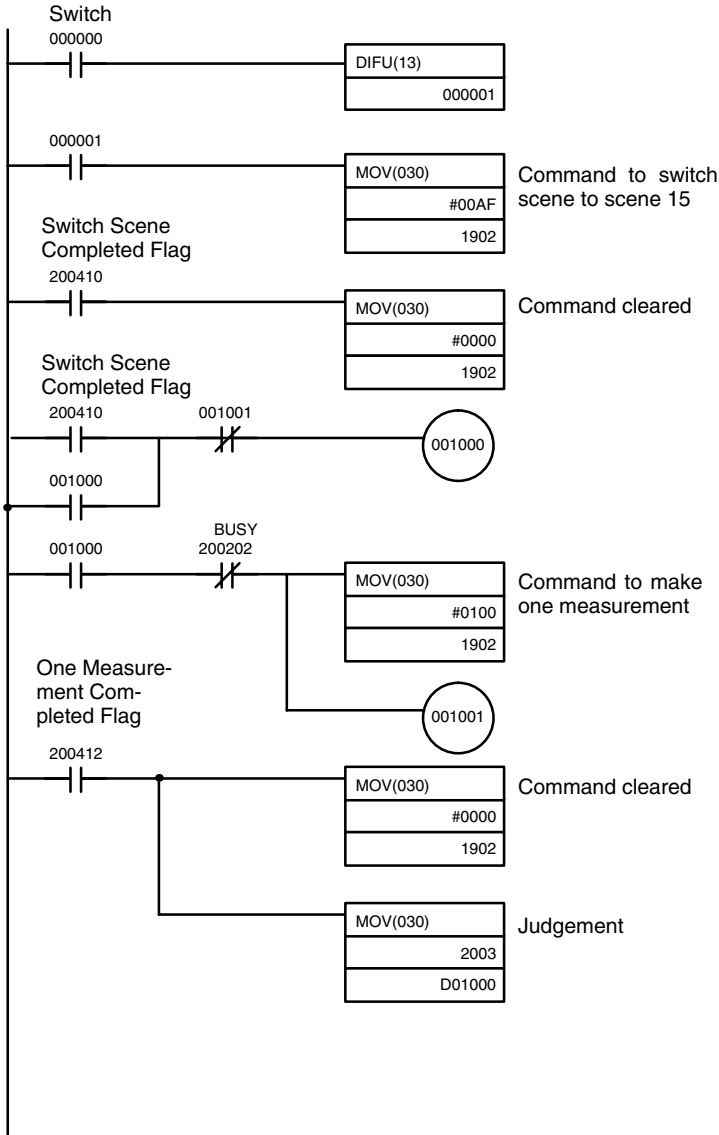 Switch
000000
DIFU(13)
000001
000001
MOV(030)
#00AF
1902
Command to switch
scene to scene 15
Switch Scene
Completed Flag
200410
MOV(030)
#0000
1902
Command cleared
Switch Scene
Completed Flag
200410
001001
001000
001000
001000
BUSY
200202
MOV(030)
#0100
1902
Command to make
one measurement
001001
One Measure-
ment Com-
pleted Flag
200412
MOV(030)
#0000
1902
Command cleared
MOV(030)
2003
D01000
Judgement